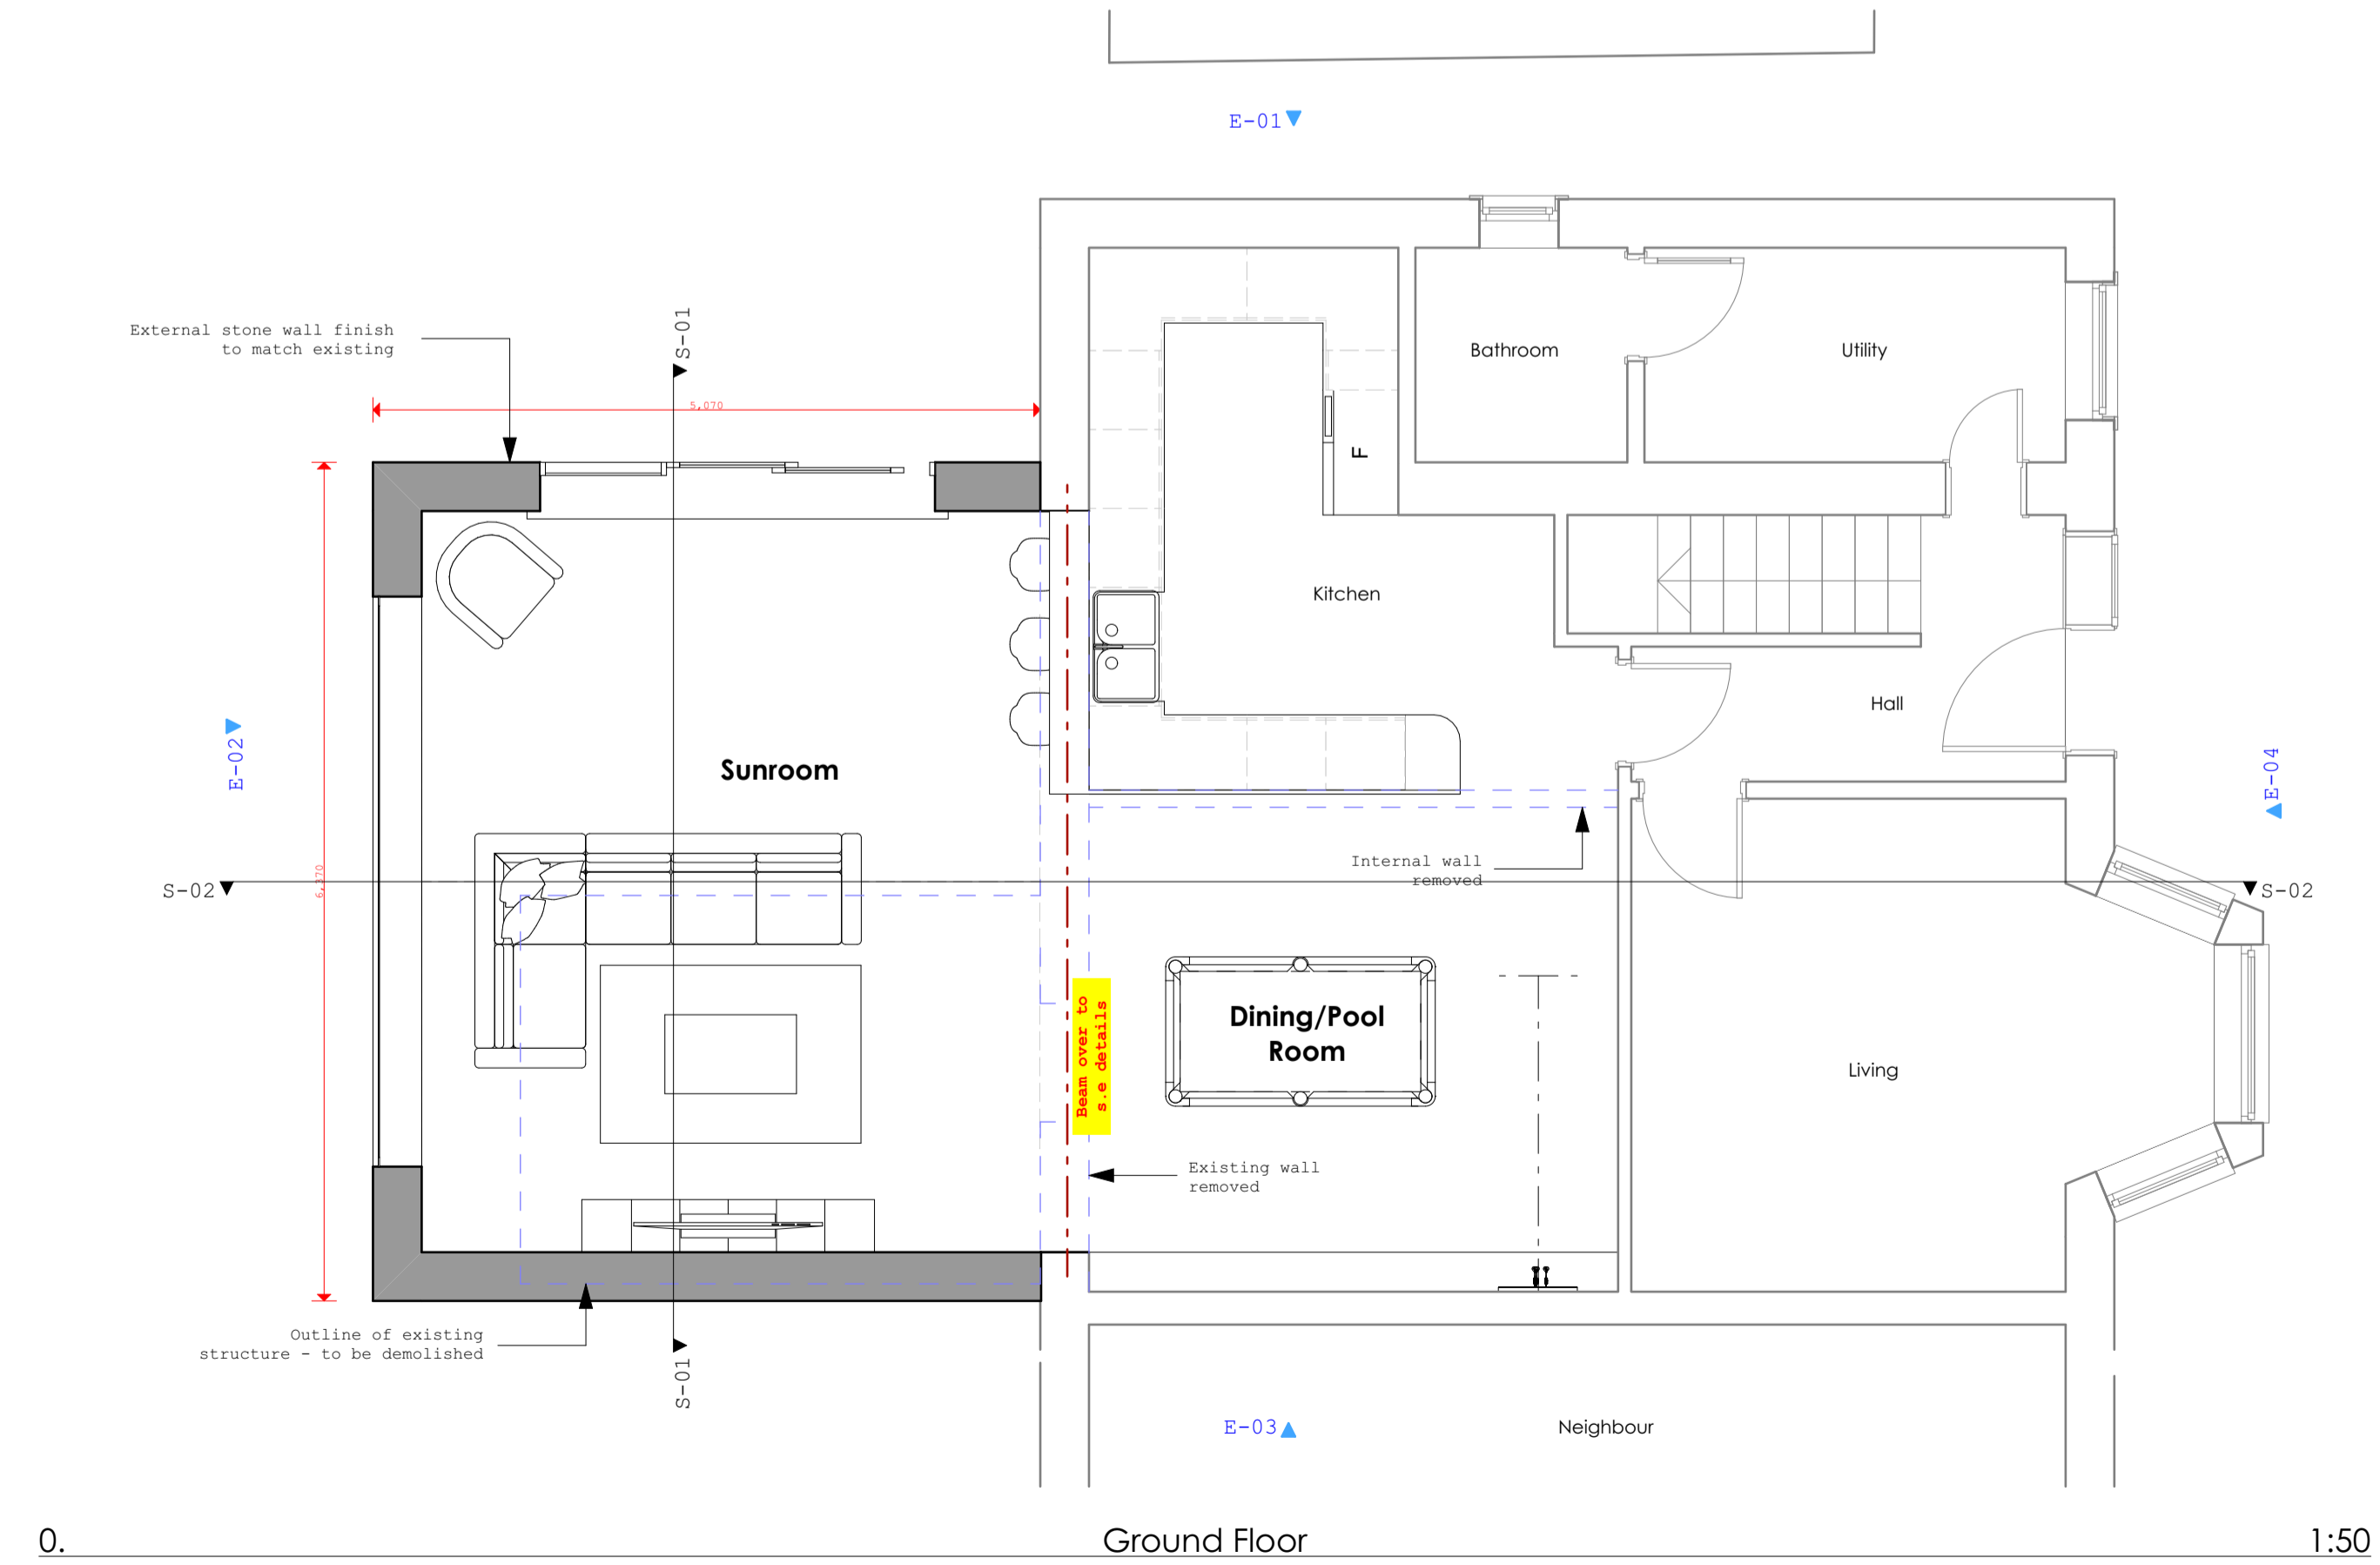 E-01
S-01
External stone wall finish
to match existing
5,070
Bathroom
Utility
F
Kitchen
Hall
E-02
Sunroom
E-04
6,370
Internal wall
removed
S-02
S-02
Dining/Pool
Room
Beam over to
s.e details
Living
Existing wall
removed
Outline of existing
structure - to be demolished
S-01
E-03
Neighbour
0.
Ground Floor
1:50